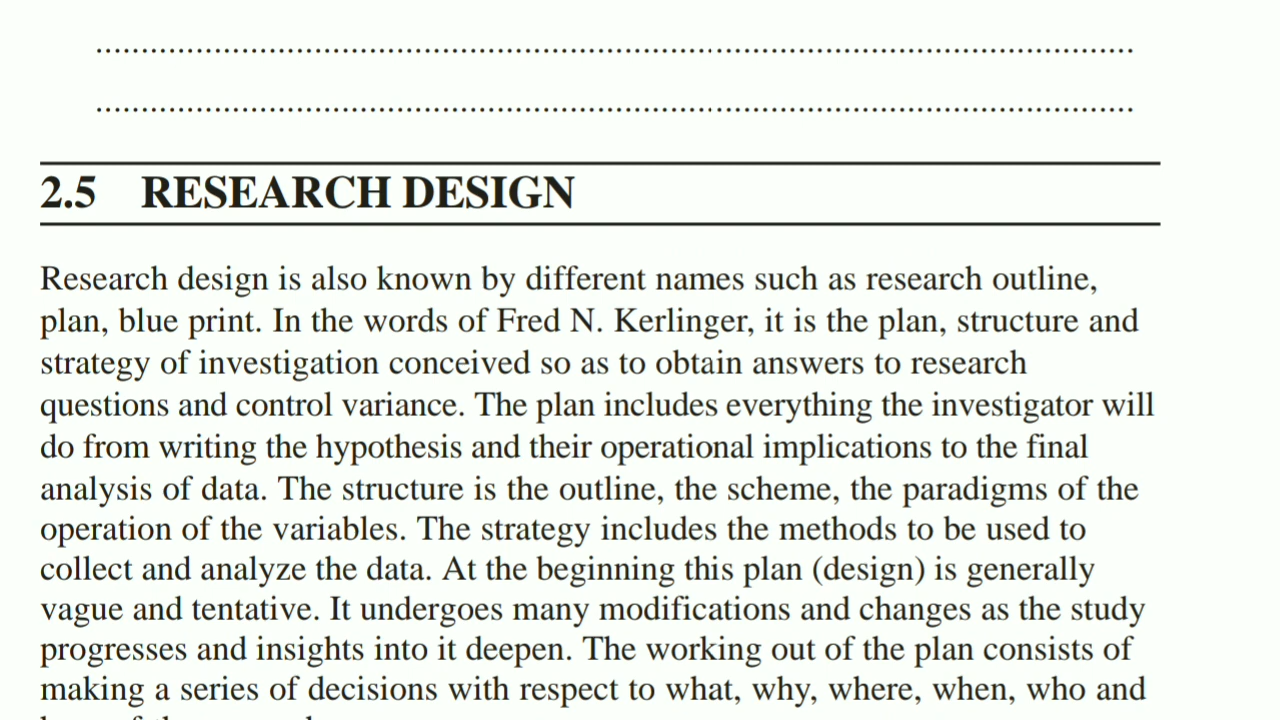 2.5 RESEARCH DESIGN
Research design is also known by different names such as research outline,
plan, blue print. In the words of Fred N. Kerlinger, it is the plan, structure and
strategy of investigation conceived so as to obtain answers to research
questions and control variance. The plan includes everything the investigator will
do from writing the hypothesis and their operational implications to the final
analysis of data. The structure is the outline, the scheme, the paradigms of the
operation of the variables. The strategy includes the methods to be used to
collect and analyze the data. At the beginning this plan (design) is generally
vague and tentative. It undergoes many modifications and changes as the study
progresses and insights into it deepen. The working out of the plan consists of
making a series of decisions with respect to what, why, where, when, who and